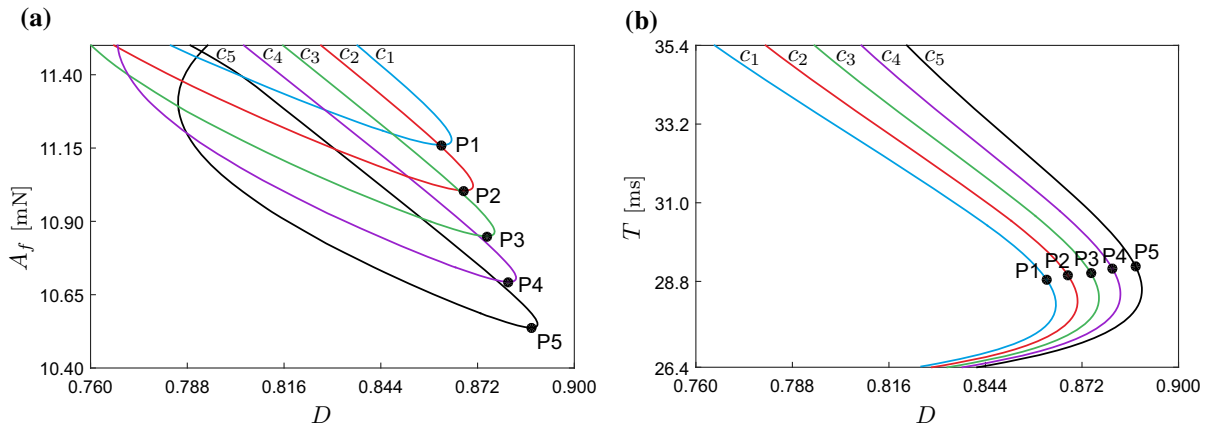 (a)
c5 c4 c3 c2 c1
11.40
11.15
10.90
10.65
10.40
A_f [mN]
P1
P2
P3
P4
P5
0.760 0.788 0.816 0.844 0.872 0.900
D
(b)
c1 c2 c3 c4 c5
35.4
33.2
31.0
28.8
26.4
T [ms]
P1 P2 P3 P4 P5
0.760 0.788 0.816 0.844 0.872 0.900
D